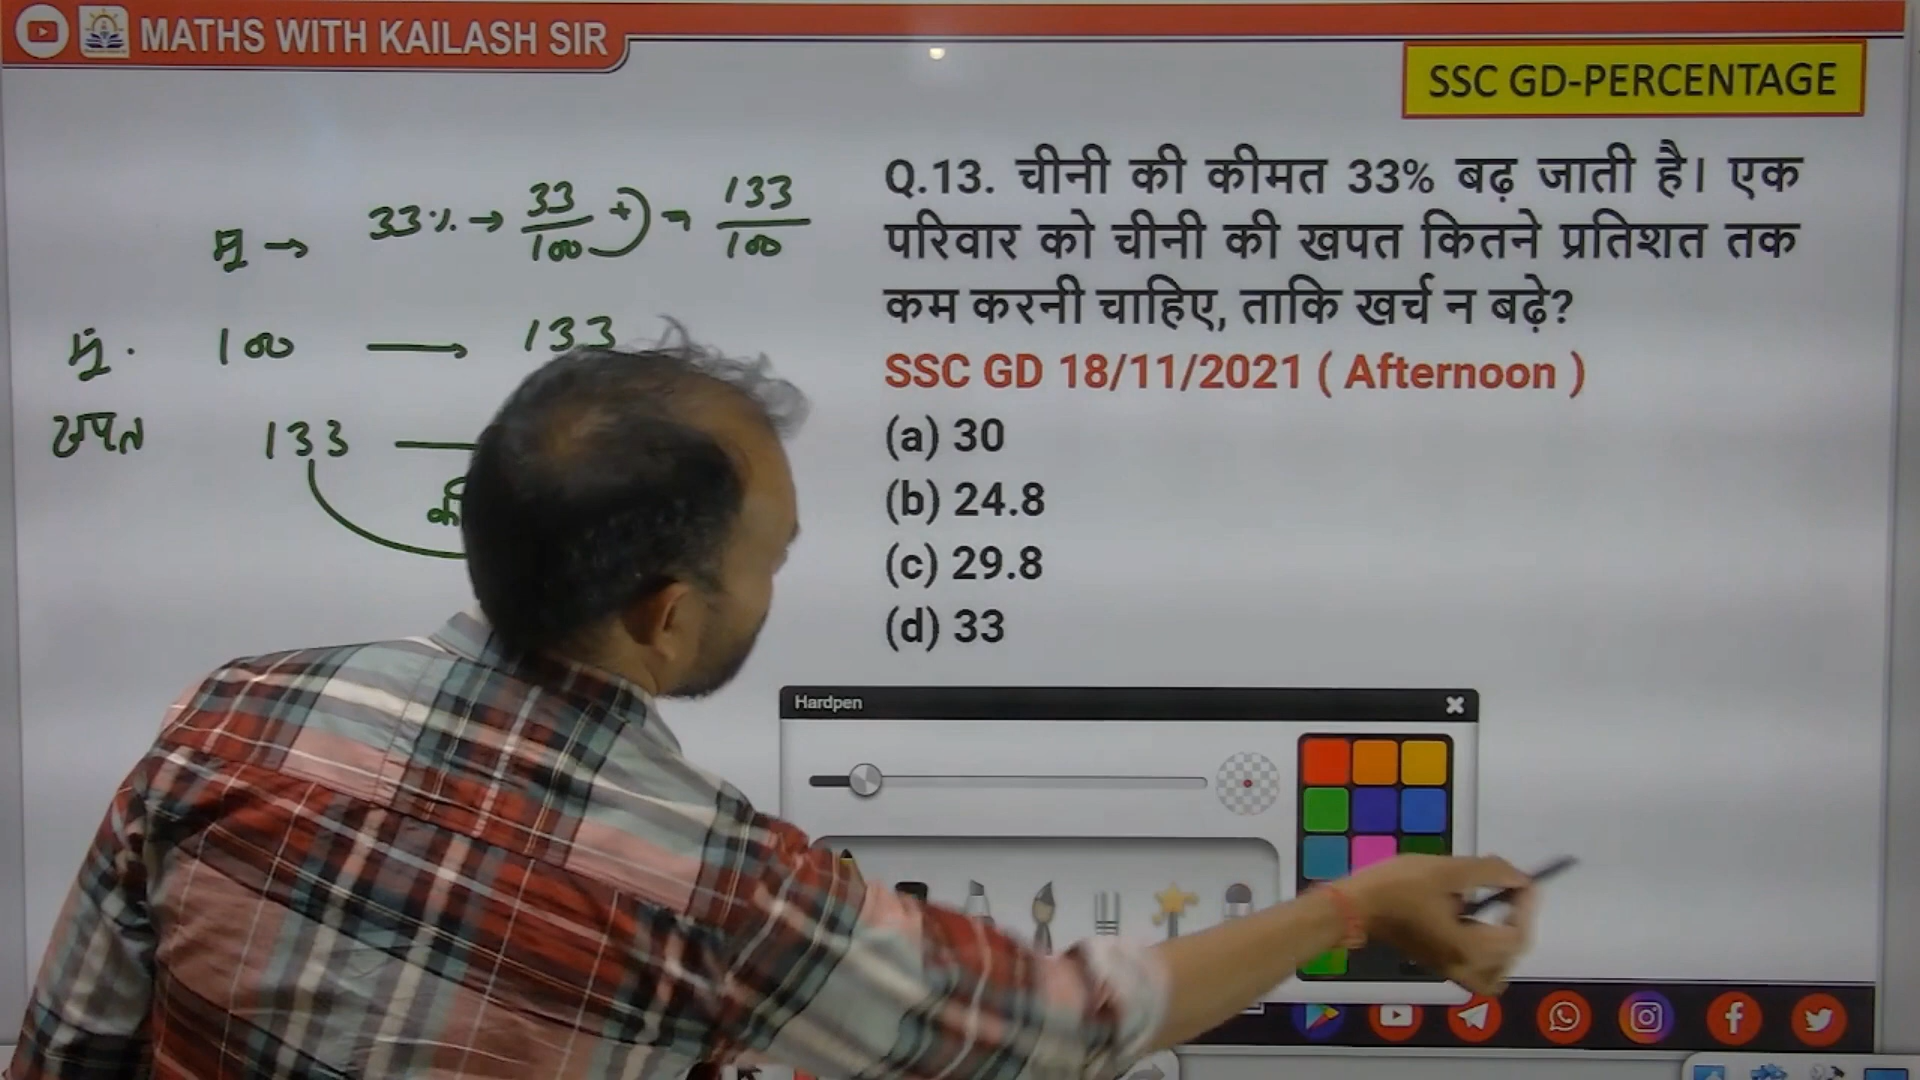 MATHS WITH KAILASH SIR
SSC GD-PERCENTAGE
Q.13. चीनी की कीमत 33% बढ़ जाती है। एक
परिवार को चीनी की खपत कितने प्रतिशत तक
कम करनी चाहिए, ताकि खर्च न बढ़े?
SSC GD 18/11/2021 ( Afternoon )
(a) 30
(b) 24.8
(c) 29.8
(d) 33
मू → 33% → 33/100 + = 133/100
मू. 100 → 133
खपत 133
Hardpen